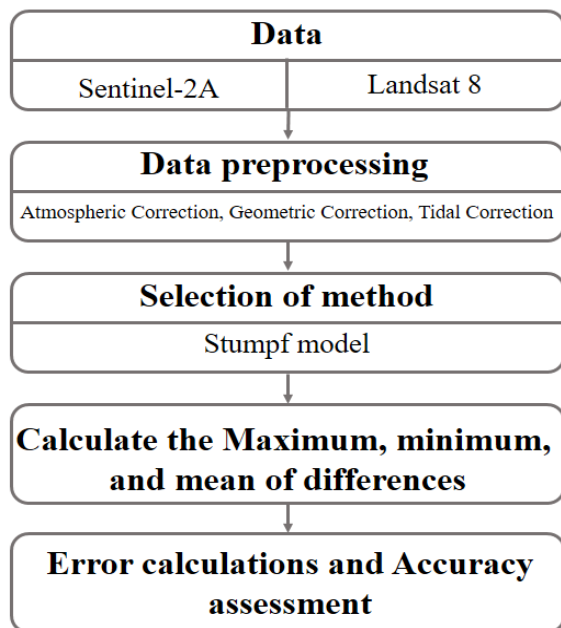 Data
Sentinel-2A
Landsat 8
Data preprocessing
Atmospheric Correction, Geometric Correction, Tidal Correction
Selection of method
Stumpf model
Calculate the Maximum, minimum,
and mean of differences
Error calculations and Accuracy
assessment